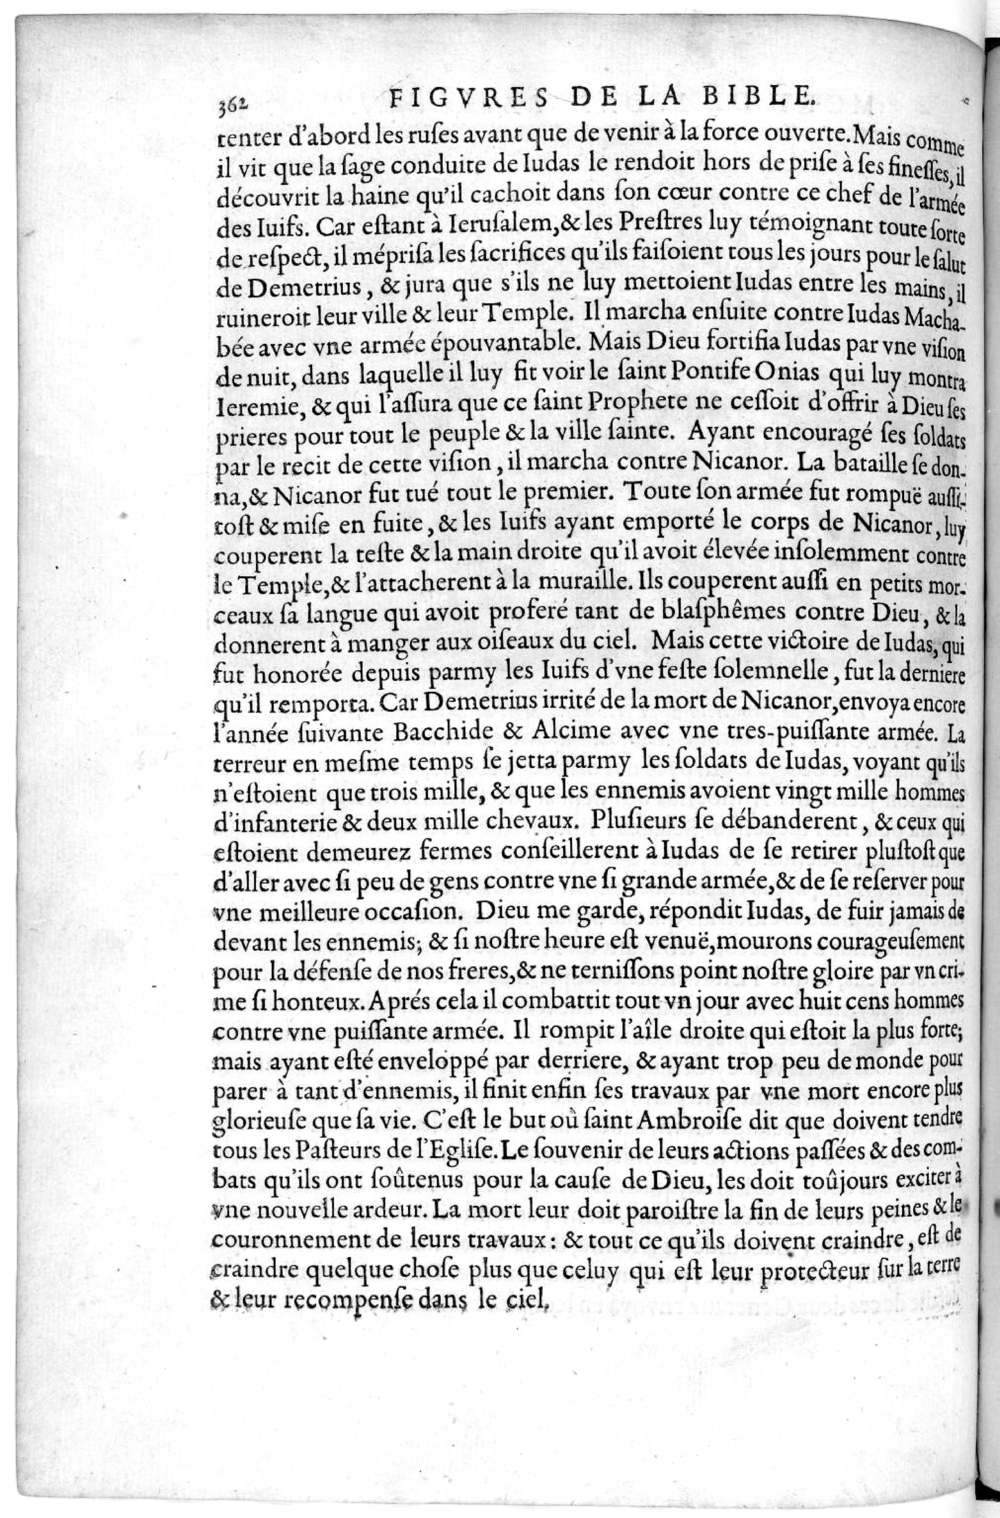 362 FIGVRES DE LA BIBLE.
tenter d'abord les ruſes avant que de venir à la force ouverte. Mais comme
il vit que la ſage conduite de Iudas le rendoit hors de priſe à ſes fineſſes, il
découvrit la haine qu'il cachoit dans ſon cœur contre ce chef de l'armée
des Iuifs. Car eſtant à Ieruſalem, & les Preſtres luy témoignant toute ſorte
de reſpect, il mépriſa les ſacrifices qu'ils faiſoient tous les jours pour le ſalut
de Demetrius, & jura que s'ils ne luy mettoient Iudas entre les mains, il
ruineroit leur ville & leur Temple. Il marcha enſuite contre Iudas Macha-
bée avec vne armée épouvantable. Mais Dieu fortifia Iudas par vne viſion
de nuit, dans laquelle il luy fit voir le ſaint Pontife Onias qui luy montra
Ieremie, & qui l'aſſura que ce ſaint Prophete ne ceſſoit d'offrir à Dieu ſes
prieres pour tout le peuple & la ville ſainte. Ayant encouragé ſes ſoldats
par le recit de cette viſion, il marcha contre Nicanor. La bataille ſe don-
na, & Nicanor fut tué tout le premier. Toute ſon armée fut rompuë auſſi-
toſt & miſe en fuite, & les Iuifs ayant emporté le corps de Nicanor, luy
couperent la teſte & la main droite qu'il avoit élevée inſolemment contre
le Temple, & l'attacherent à la muraille. Ils couperent auſſi en petits mor-
ceaux ſa langue qui avoit proferé tant de blaſphêmes contre Dieu, & la
donnerent à manger aux oiſeaux du ciel. Mais cette victoire de Iudas, qui
fut honorée depuis parmy les Iuifs d'vne feſte ſolemnelle, fut la derniere
qu'il remporta. Car Demetrius irrité de la mort de Nicanor, envoya encore
l'année ſuivante Bacchide & Alcime avec vne tres-puiſſante armée. La
terreur en meſme temps ſe jetta parmy les ſoldats de Iudas, voyant qu'ils
n'eſtoient que trois mille, & que les ennemis avoient vingt mille hommes
d'infanterie & deux mille chevaux. Pluſieurs ſe débanderent, & ceux qui
eſtoient demeurez fermes conſeillerent à Iudas de ſe retirer pluſtoſt que
d'aller avec ſi peu de gens contre vne ſi grande armée, & de ſe reſerver pour
vne meilleure occaſion. Dieu me garde, répondit Iudas, de fuir jamais de
devant les ennemis; & ſi noſtre heure eſt venuë, mourons courageuſement
pour la défenſe de nos freres, & ne terniſſons point noſtre gloire par vn cri-
me ſi honteux. Aprés cela il combattit tout vn jour avec huit cens hommes
contre vne puiſſante armée. Il rompit l'aîle droite qui eſtoit la plus forte;
mais ayant eſté enveloppé par derriere, & ayant trop peu de monde pour
parer à tant d'ennemis, il finit enfin ſes travaux par vne mort encore plus
glorieuſe que ſa vie. C'eſt le but où ſaint Ambroiſe dit que doivent tendre
tous les Paſteurs de l'Egliſe. Le ſouvenir de leurs actions paſſées & des com-
bats qu'ils ont ſoûtenus pour la cauſe de Dieu, les doit toûjours exciter à
vne nouvelle ardeur. La mort leur doit paroiſtre la fin de leurs peines & le
couronnement de leurs travaux: & tout ce qu'ils doivent craindre, eſt de
craindre quelque choſe plus que celuy qui eſt leur protecteur ſur la terre
& leur recompenſe dans le ciel.